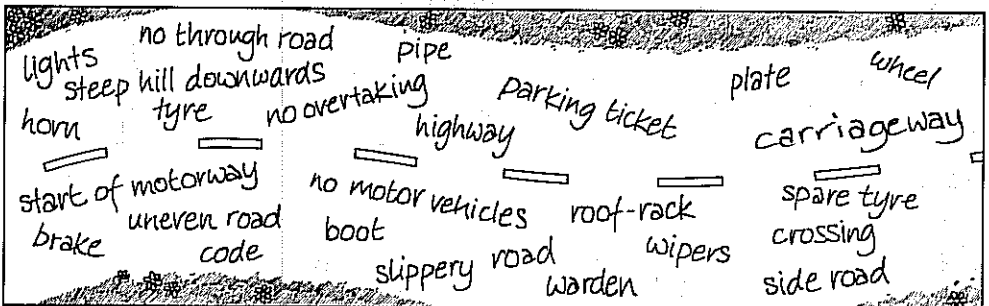 lights
no through road
pipe
steep hill downwards
plate
wheel
horn
tyre
no overtaking
parking ticket
highway
carriageway
start of motorway
no motor vehicles
roof-rack
spare tyre
brake
uneven road
boot
wipers
crossing
code
slippery road
warden
side road